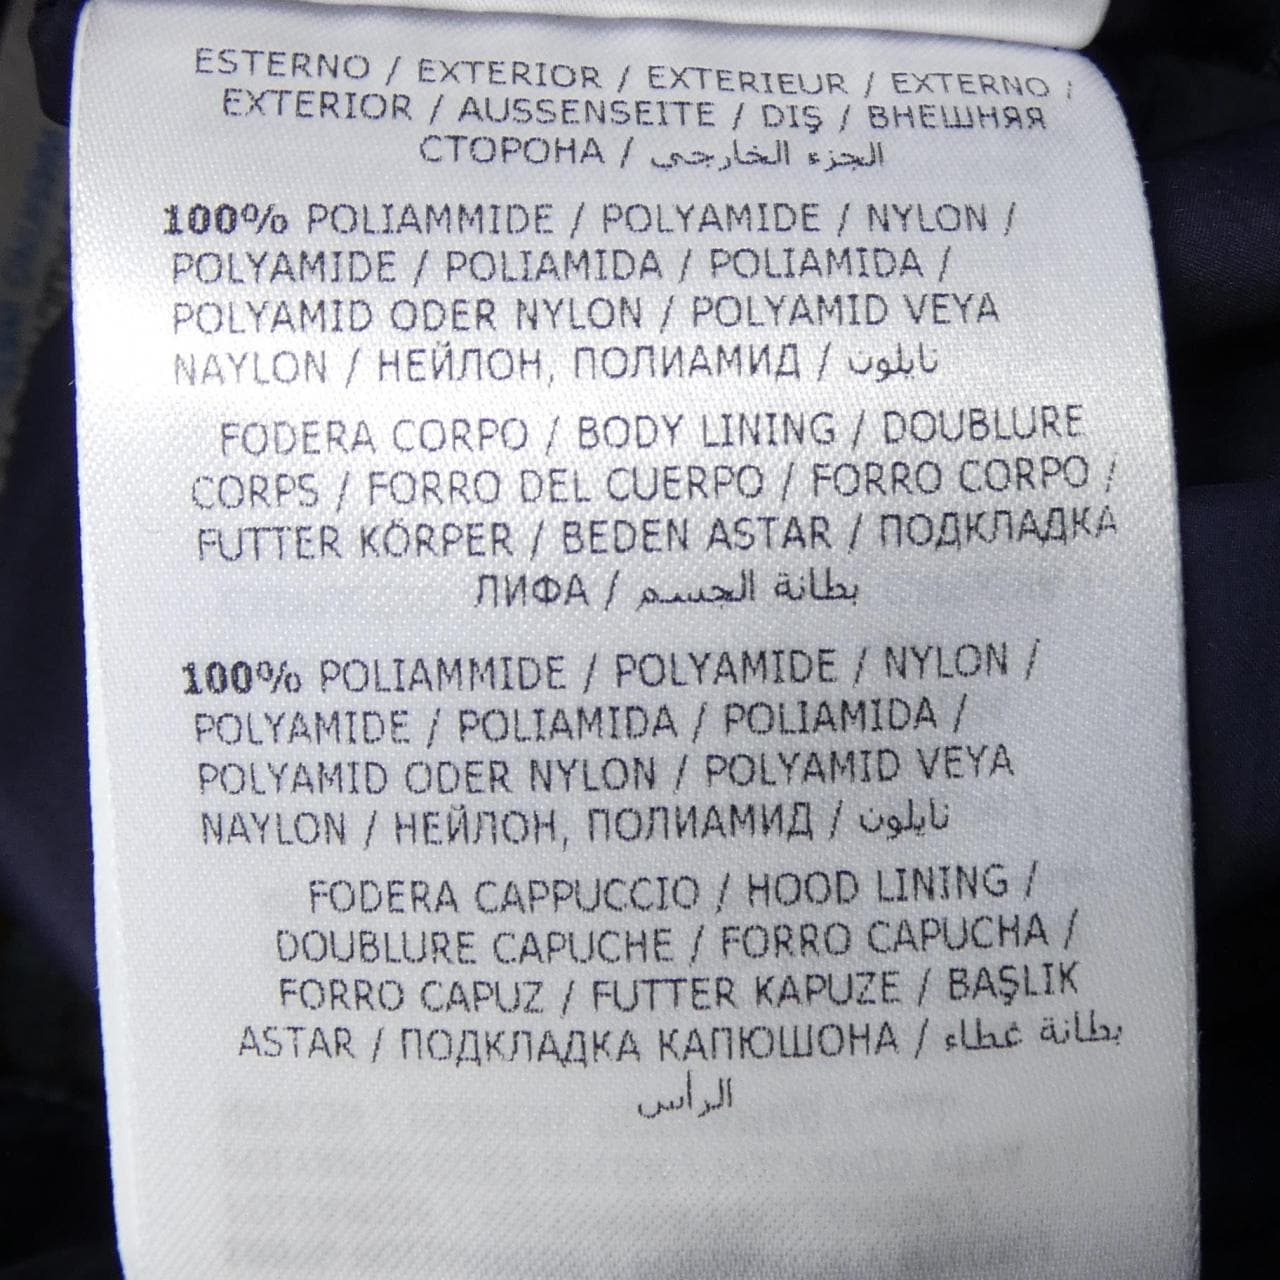 ESTERNO / EXTERIOR / EXTERIEUR / EXTERNO /
EXTERIOR / AUSSENSEITE / DIŞ / ВНЕШНЯЯ
СТОРОНА / الجزء الخارجي
100% POLIAMMIDE / POLYAMIDE / NYLON /
POLYAMIDE / POLIAMIDA / POLIAMIDA /
POLYAMID ODER NYLON / POLYAMID VEYA
NAYLON / НЕЙЛОН, ПОЛИАМИД / نايلون
FODERA CORPO / BODY LINING / DOUBLURE
CORPS / FORRO DEL CUERPO / FORRO CORPO /
FUTTER KÖRPER / BEDEN ASTAR / ПОДКЛАДКА
ЛИФА / بطانة الجسم
100% POLIAMMIDE / POLYAMIDE / NYLON /
POLYAMIDE / POLIAMIDA / POLIAMIDA /
POLYAMID ODER NYLON / POLYAMID VEYA
NAYLON / НЕЙЛОН, ПОЛИАМИД / نايلون
FODERA CAPPUCCIO / HOOD LINING /
DOUBLURE CAPUCHE / FORRO CAPUCHA /
FORRO CAPUZ / FUTTER KAPUZE / BAŞLIK
ASTAR / ПОДКЛАДКА КАПЮШОНА / بطانة غطاء
الرأس